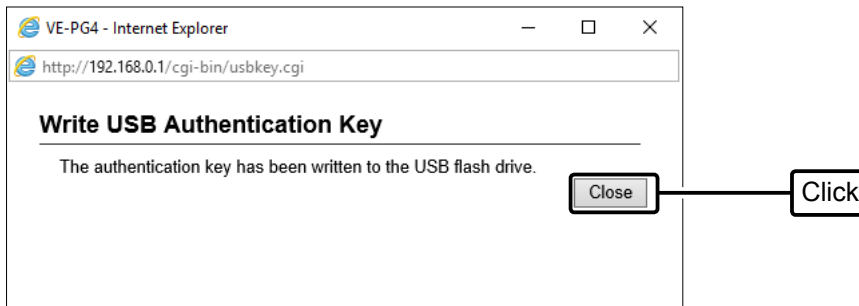 VE-PG4 - Internet Explorer
http://192.168.0.1/cgi-bin/usbkey.cgi
Write USB Authentication Key
The authentication key has been written to the USB flash drive.
Close
Click